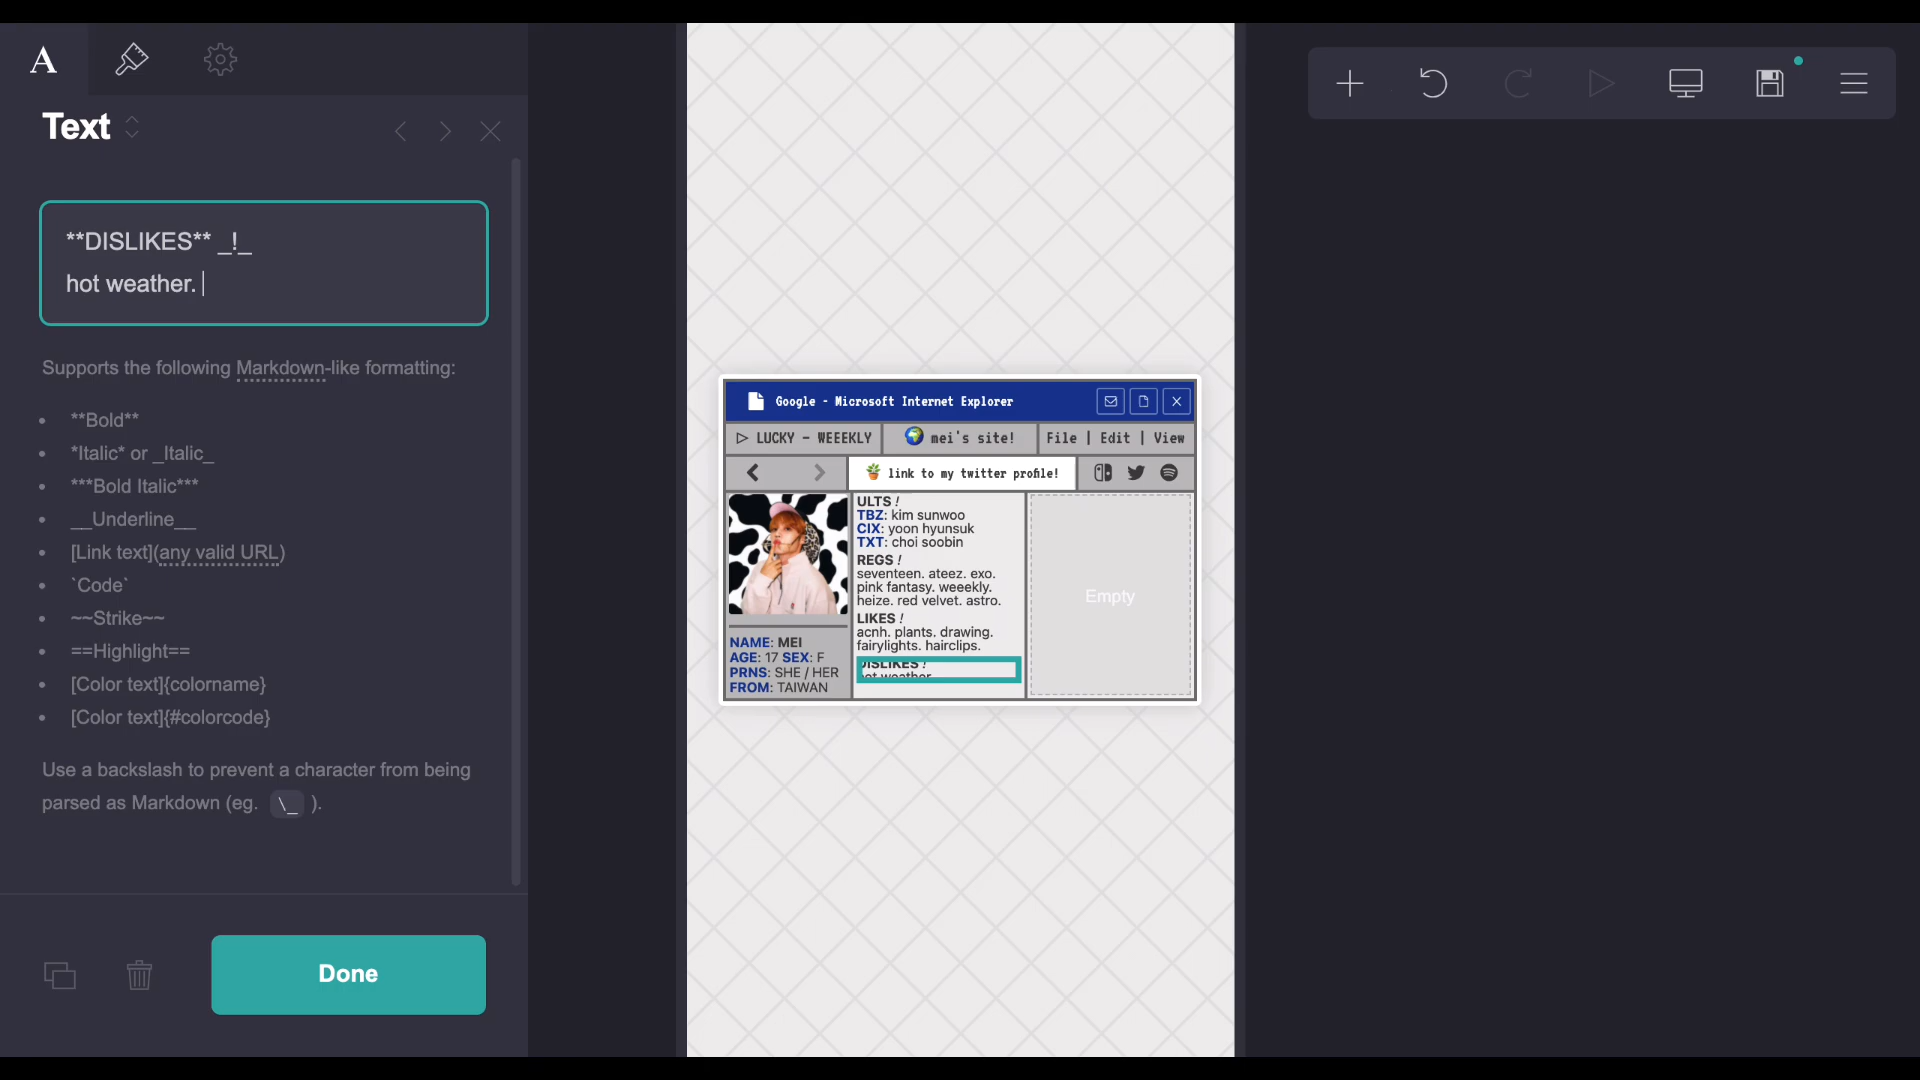 A
Text
**DISLIKES** _!_
hot weather.
Supports the following Markdown-like formatting:
**Bold**
*Italic* or _Italic_
***Bold Italic***
__Underline__
[Link text](any valid URL)
`Code`
~~Strike~~
==Highlight==
[Color text]{colorname}
[Color text]{#colorcode}
Use a backslash to prevent a character from being
parsed as Markdown (eg. \_ ).
Done
Google - Microsoft Internet Explorer
▷ LUCKY - WEEEKLY
mei's site!
File | Edit | View
link to my twitter profile!
NAME: MEI
AGE: 17 SEX: F
PRNS: SHE / HER
FROM: TAIWAN
ULTS !
TBZ: kim sunwoo
CIX: yoon hyunsuk
TXT: choi soobin
REGS !
seventeen. ateez. exo.
pink fantasy. weeekly.
heize. red velvet. astro.
LIKES !
acnh. plants. drawing.
fairylights. hairclips.
DISLIKES !
hot weather.
Empty